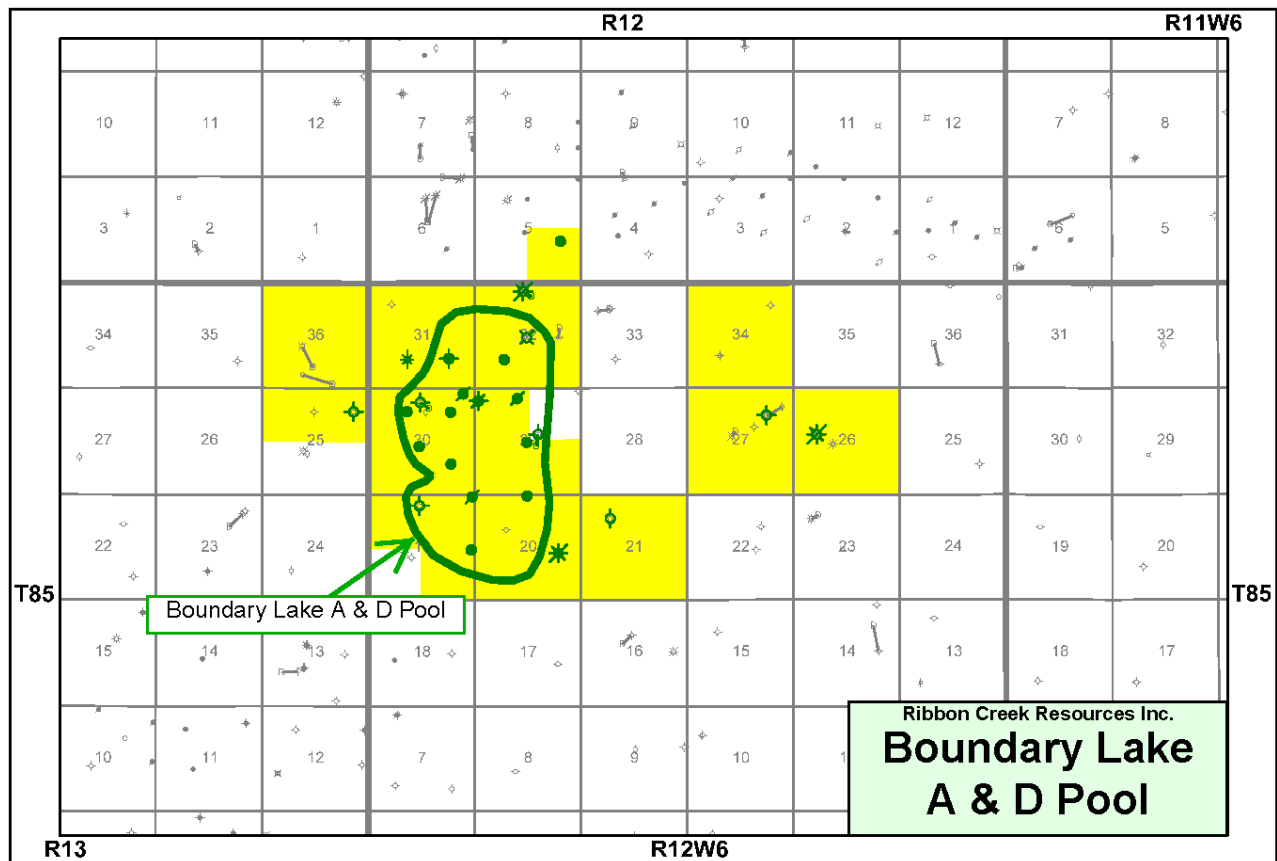 R12 R11W6
10 11 12 7 8 9 10 11 12 7 8
3 2 1 6 5 4 3 2 1 6 5
34 35 36 31 33 34 35 36 31 32
27 26 25 30 28 27 26 25 30 29
22 23 24 20 21 22 23 24 19 20
T85 T85
Boundary Lake A & D Pool
15 14 13 18 17 16 15 14 13 18 17
10 11 12 7 8 9 10
Ribbon Creek Resources Inc.
Boundary Lake
A & D Pool
R13 R12W6